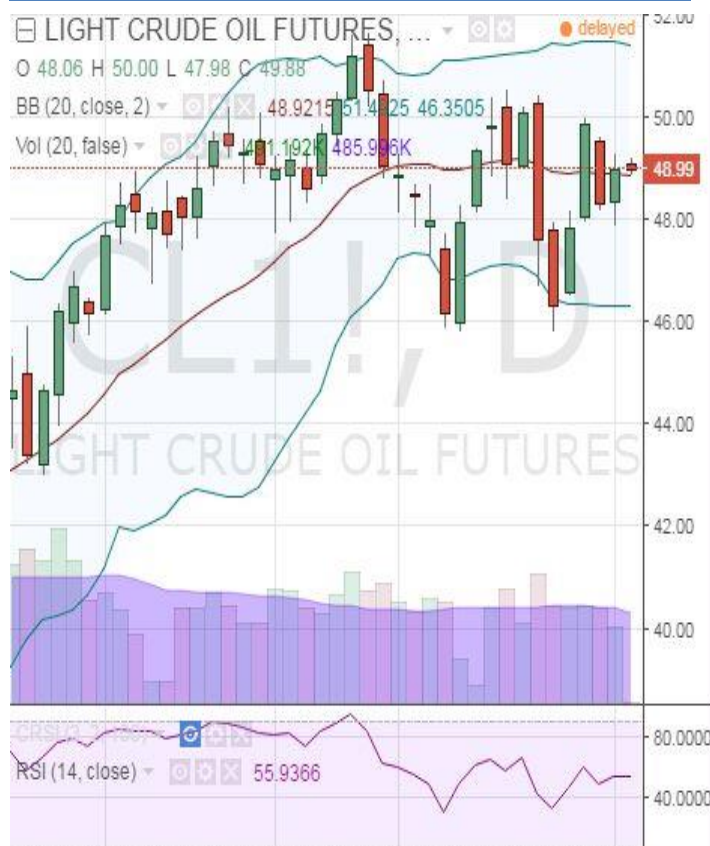 LIGHT CRUDE OIL FUTURES, ...
delayed
O 48.06 H 50.00 L 47.98 C 49.88
BB (20, close, 2) 48.9215 51.4925 46.3505
Vol (20, false) 485.996K
52.00
50.00
48.99
48.00
46.00
44.00
42.00
40.00
CL1!, D
LIGHT CRUDE OIL FUTURES
80.0000
RSI (14, close) 55.9366
40.0000